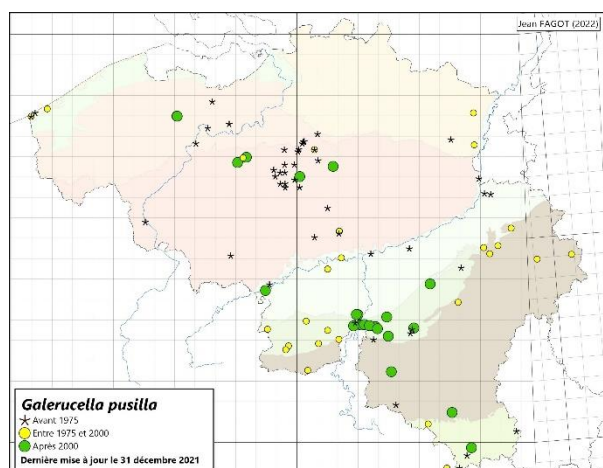 Jean FAGOT (2022)
Galerucella pusilla
Avant 1975
Entre 1975 et 2000
Après 2000
Dernière mise à jour le 31 décembre 2021